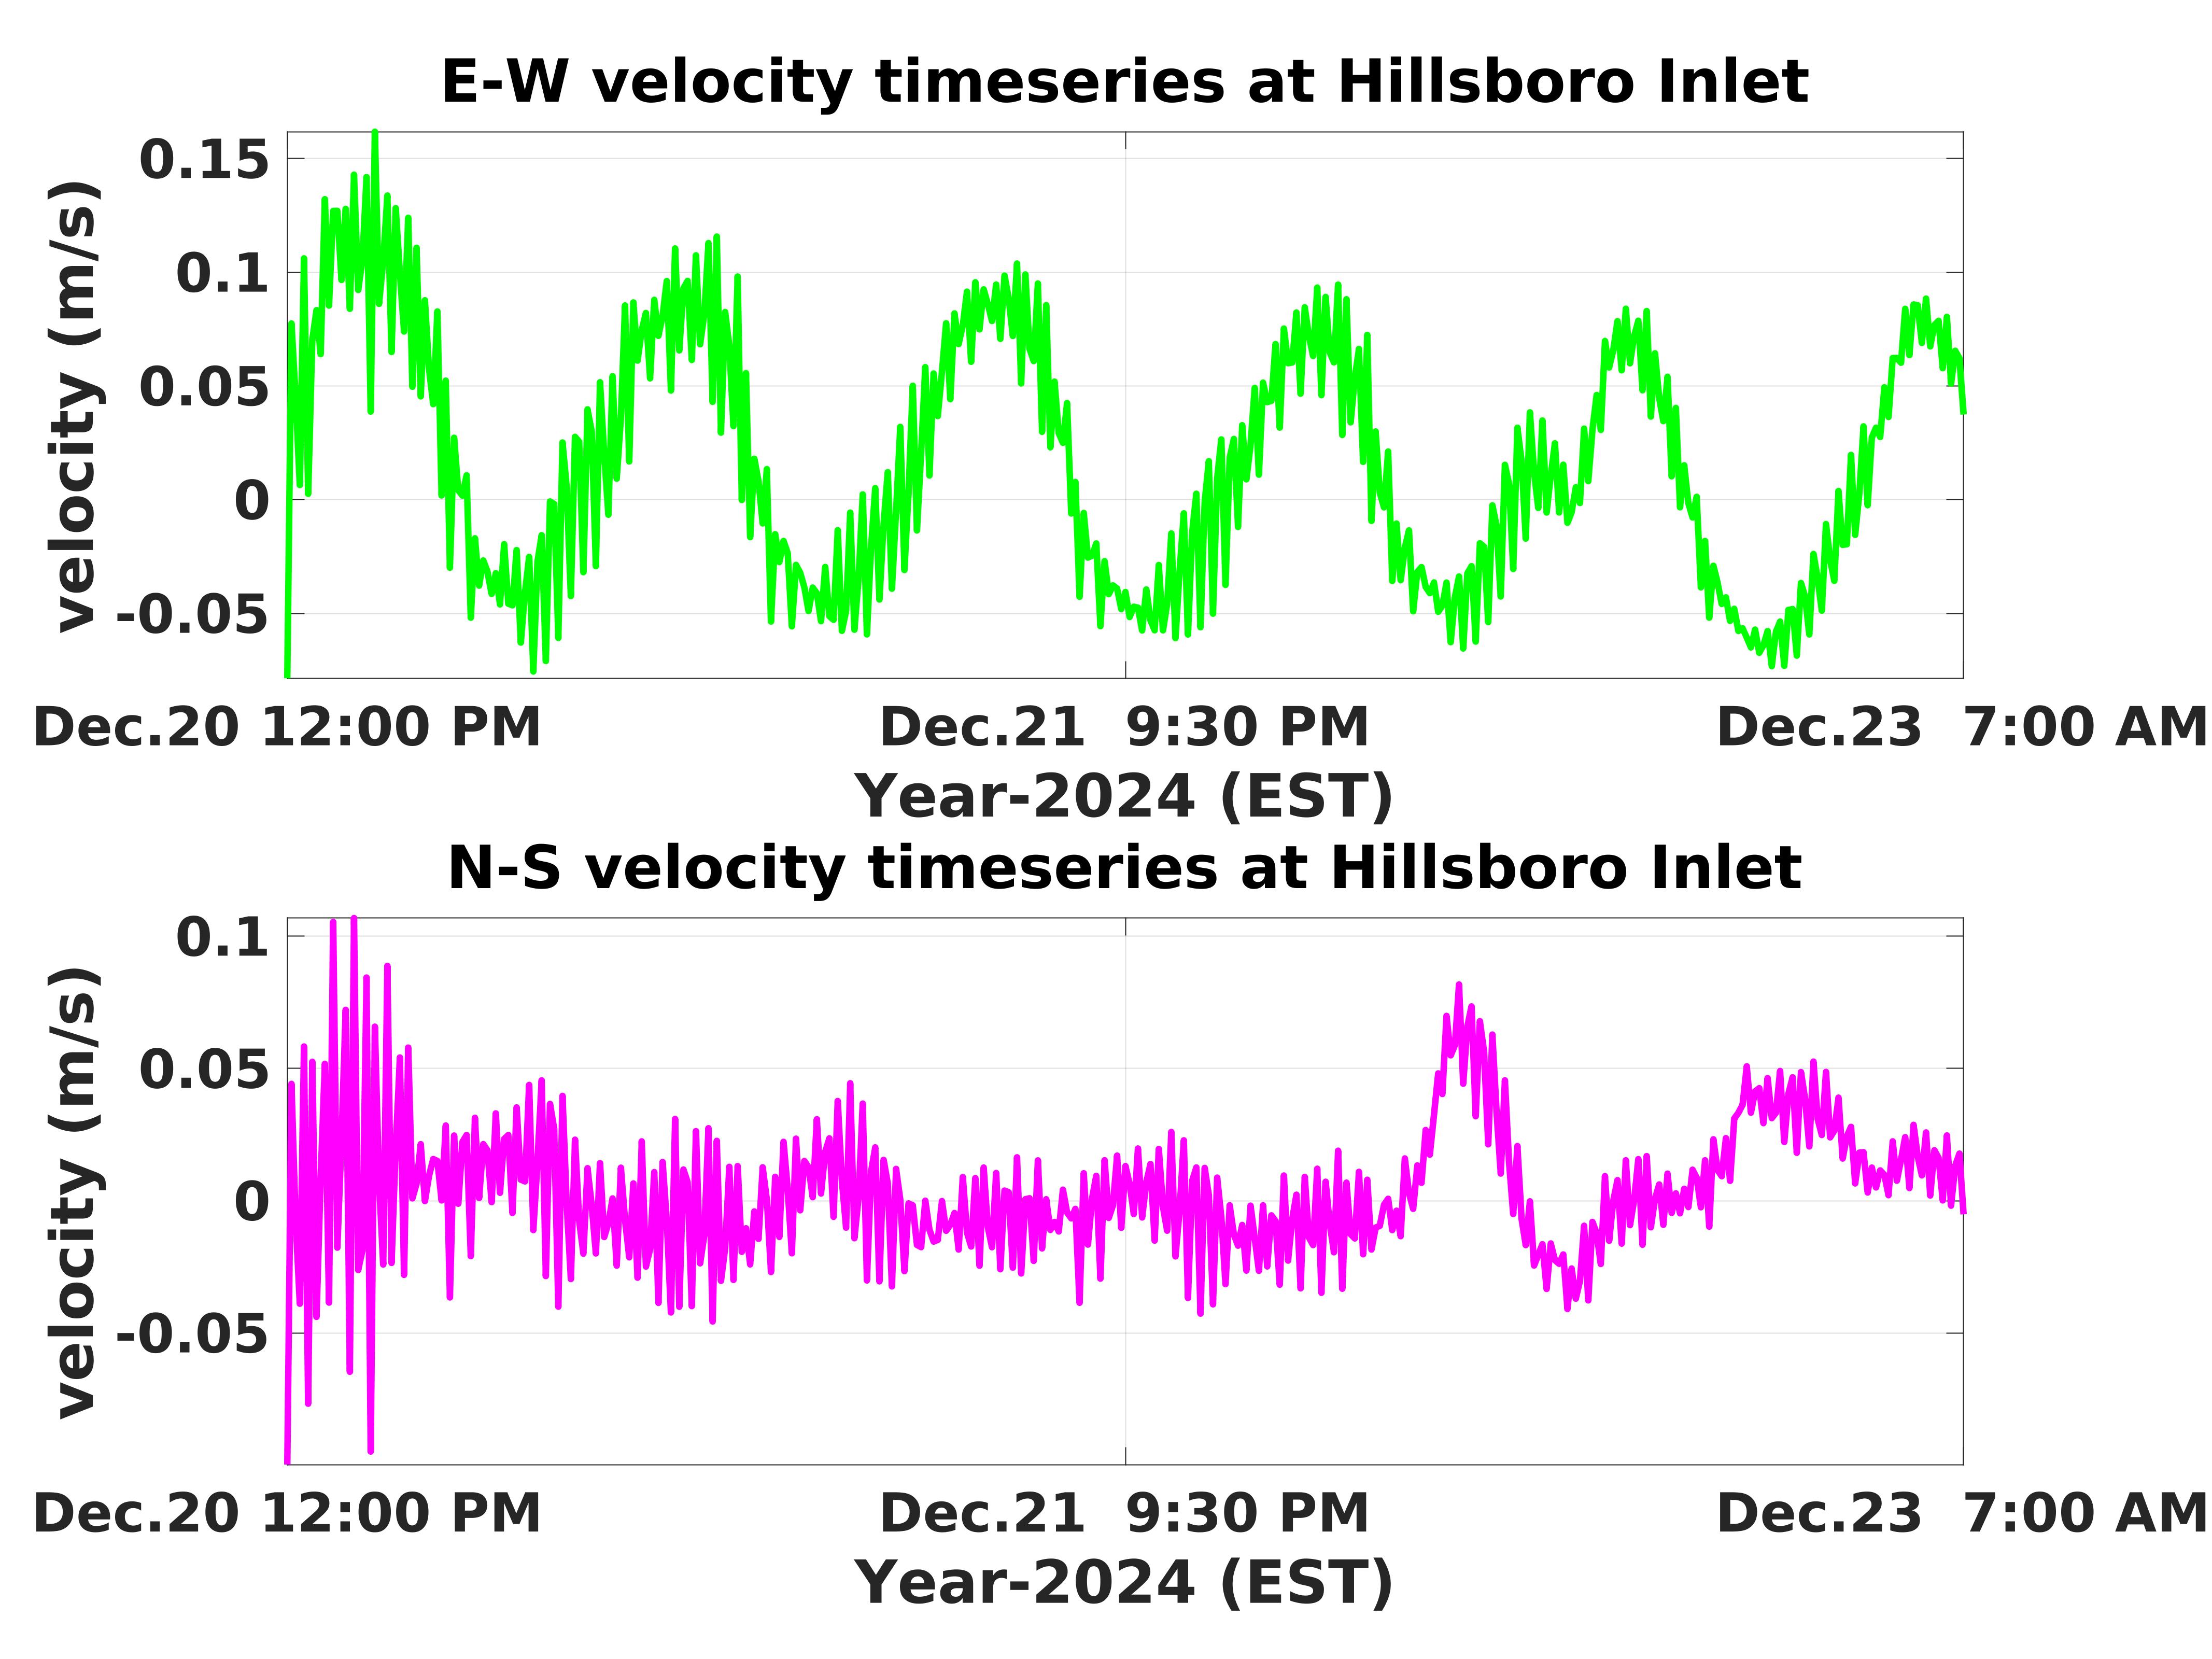 E-W velocity timeseries at Hillsboro Inlet
velocity (m/s)
0.15
0.1
0.05
0
-0.05
Dec.20 12:00 PM
Dec.21 9:30 PM
Dec.23 7:00 AM
Year-2024 (EST)
N-S velocity timeseries at Hillsboro Inlet
velocity (m/s)
0.1
0.05
0
-0.05
Dec.20 12:00 PM
Dec.21 9:30 PM
Dec.23 7:00 AM
Year-2024 (EST)